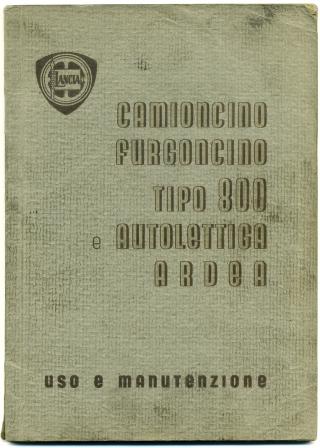 LANCIA
CAMIONCINO
FURGONCINO
TIPO 800
e AUTOLETTIGA
ARDEA
USO e MANUTENZIONE